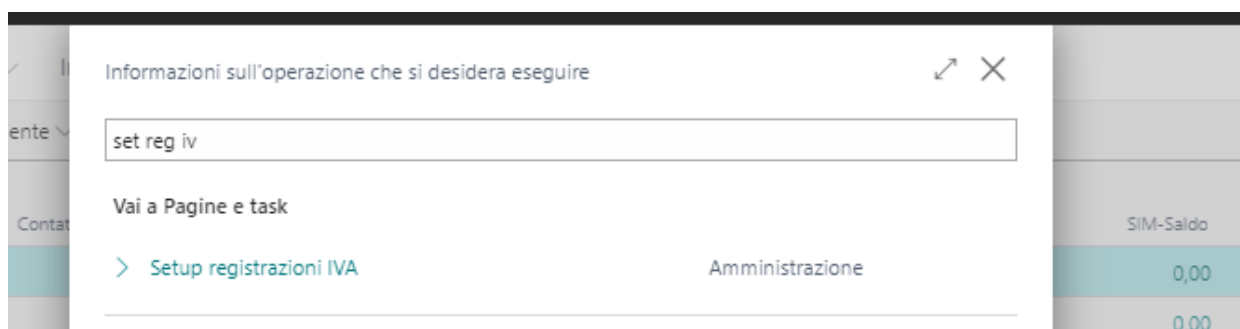 Informazioni sull'operazione che si desidera eseguire
ente
set reg iv
Vai a Pagine e task
Contat
SIM-Saldo
Setup registrazioni IVA Amministrazione
0,00
0,00